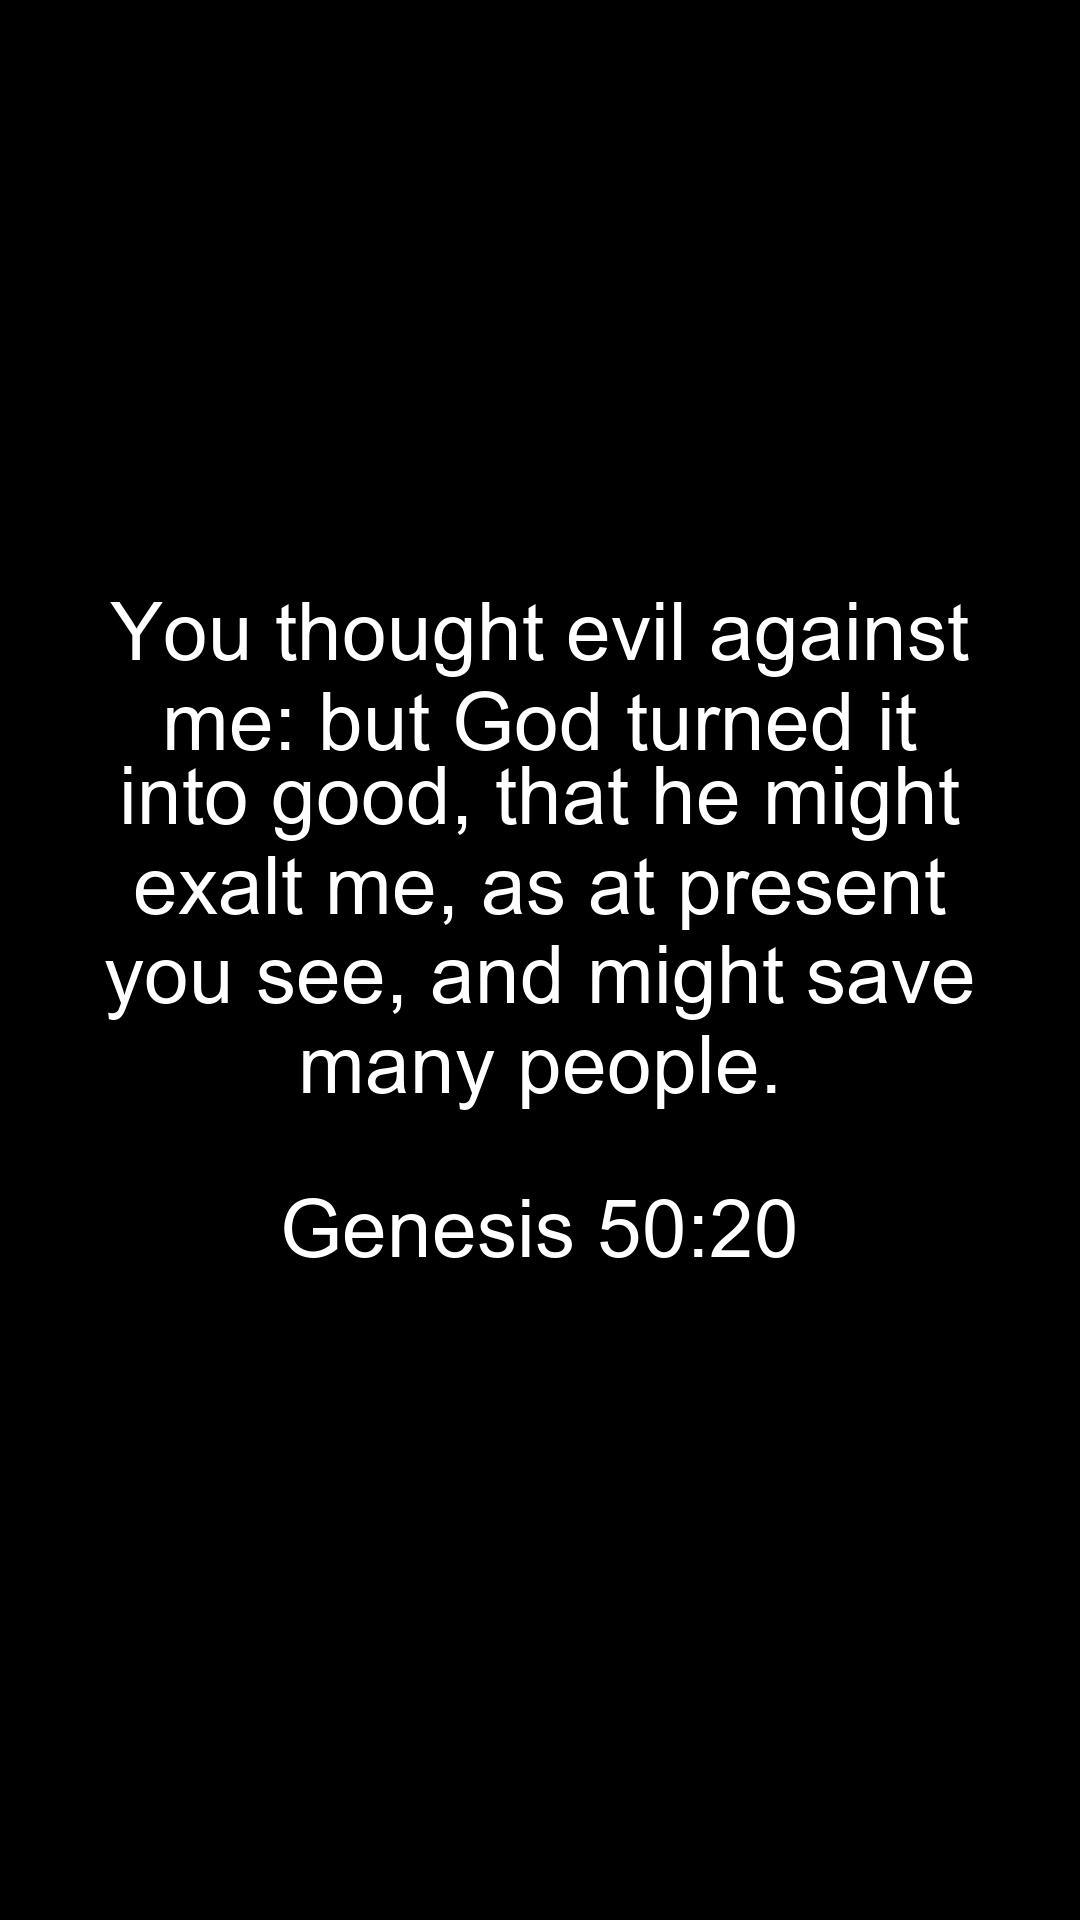 You thought evil against
me: but God turned it
into good, that he might
exalt me, as at present
you see, and might save
many people.
Genesis 50:20